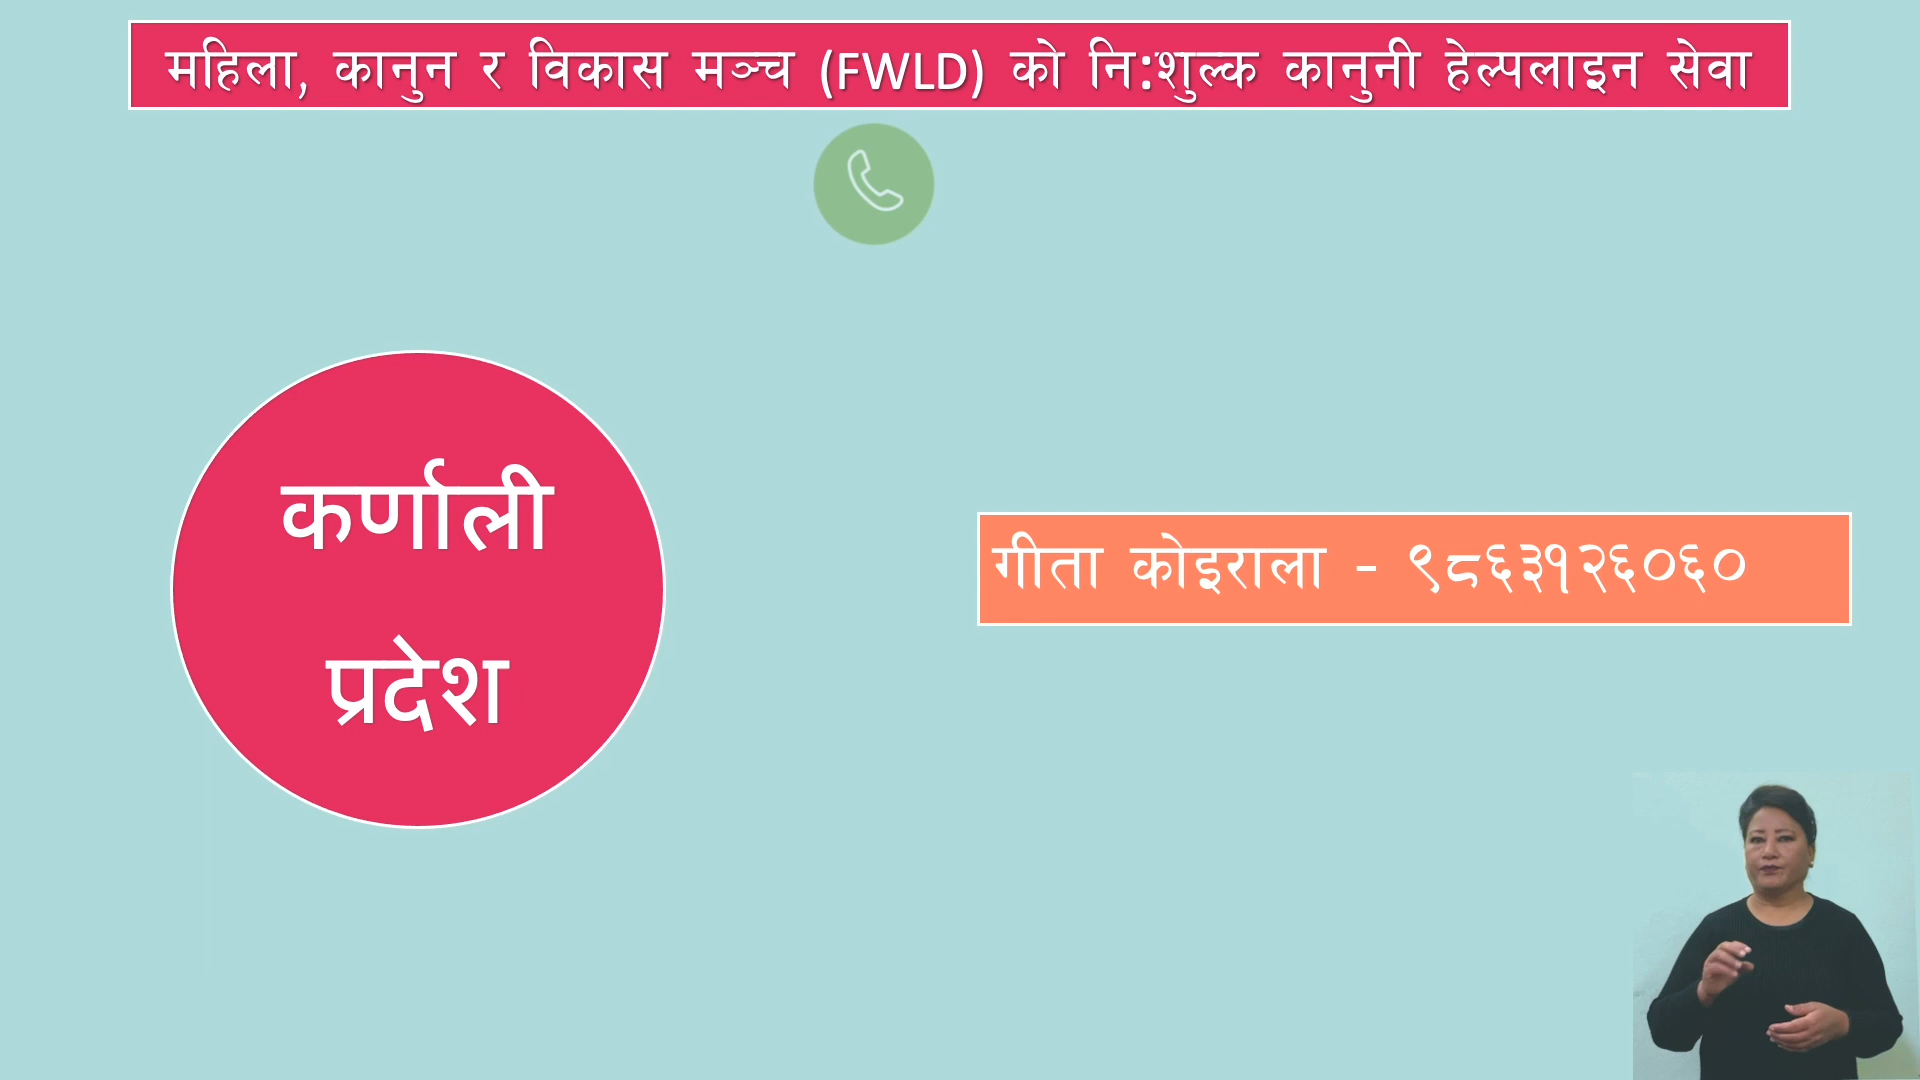 महिला, कानुन र विकास मञ्च (FWLD) को नि:शुल्क कानुनी हेल्पलाइन सेवा
कर्णाली
प्रदेश
गीता कोइराला - ९८६३१२६०६०